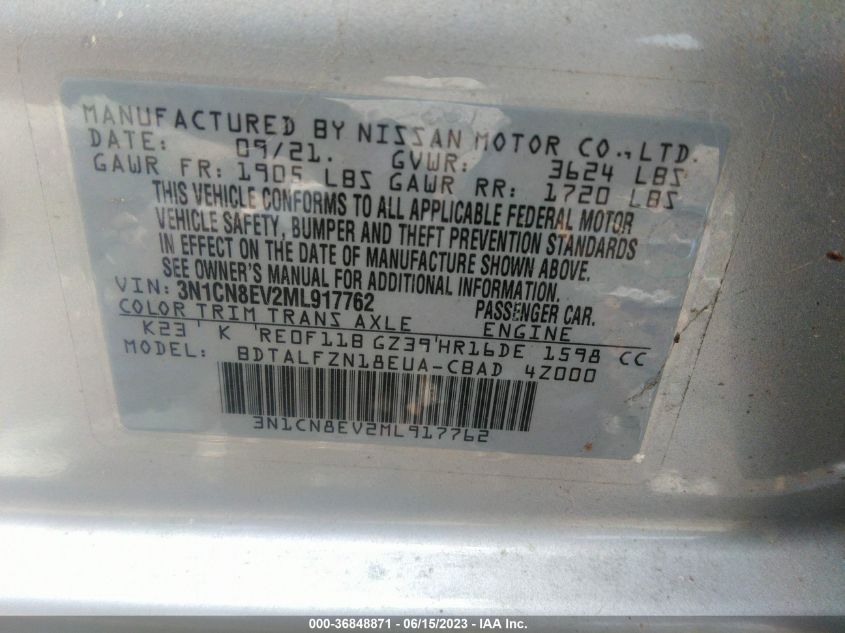 MANUFACTURED BY NISSAN MOTOR CO., LTD.
DATE: 09/21. GVWR: 3624 LBS
GAWR FR: 1905 LBS GAWR RR: 1720 LBS
THIS VEHICLE CONFORMS TO ALL APPLICABLE FEDERAL MOTOR
VEHICLE SAFETY, BUMPER AND THEFT PREVENTION STANDARDS
IN EFFECT ON THE DATE OF MANUFACTURE SHOWN ABOVE.
SEE OWNER'S MANUAL FOR ADDITIONAL INFORMATION.
VIN: 3N1CN8EV2ML917762 PASSENGER CAR.
COLOR TRIM TRANS AXLE ENGINE
K23 ' K 'RE0F11B GZ39'HR16DE 1598 CC
MODEL: BDTALFZN18EUA-CBAD 4Z000
3N1CN8EV2ML917762
000-36848871 - 06/15/2023 - IAA Inc.